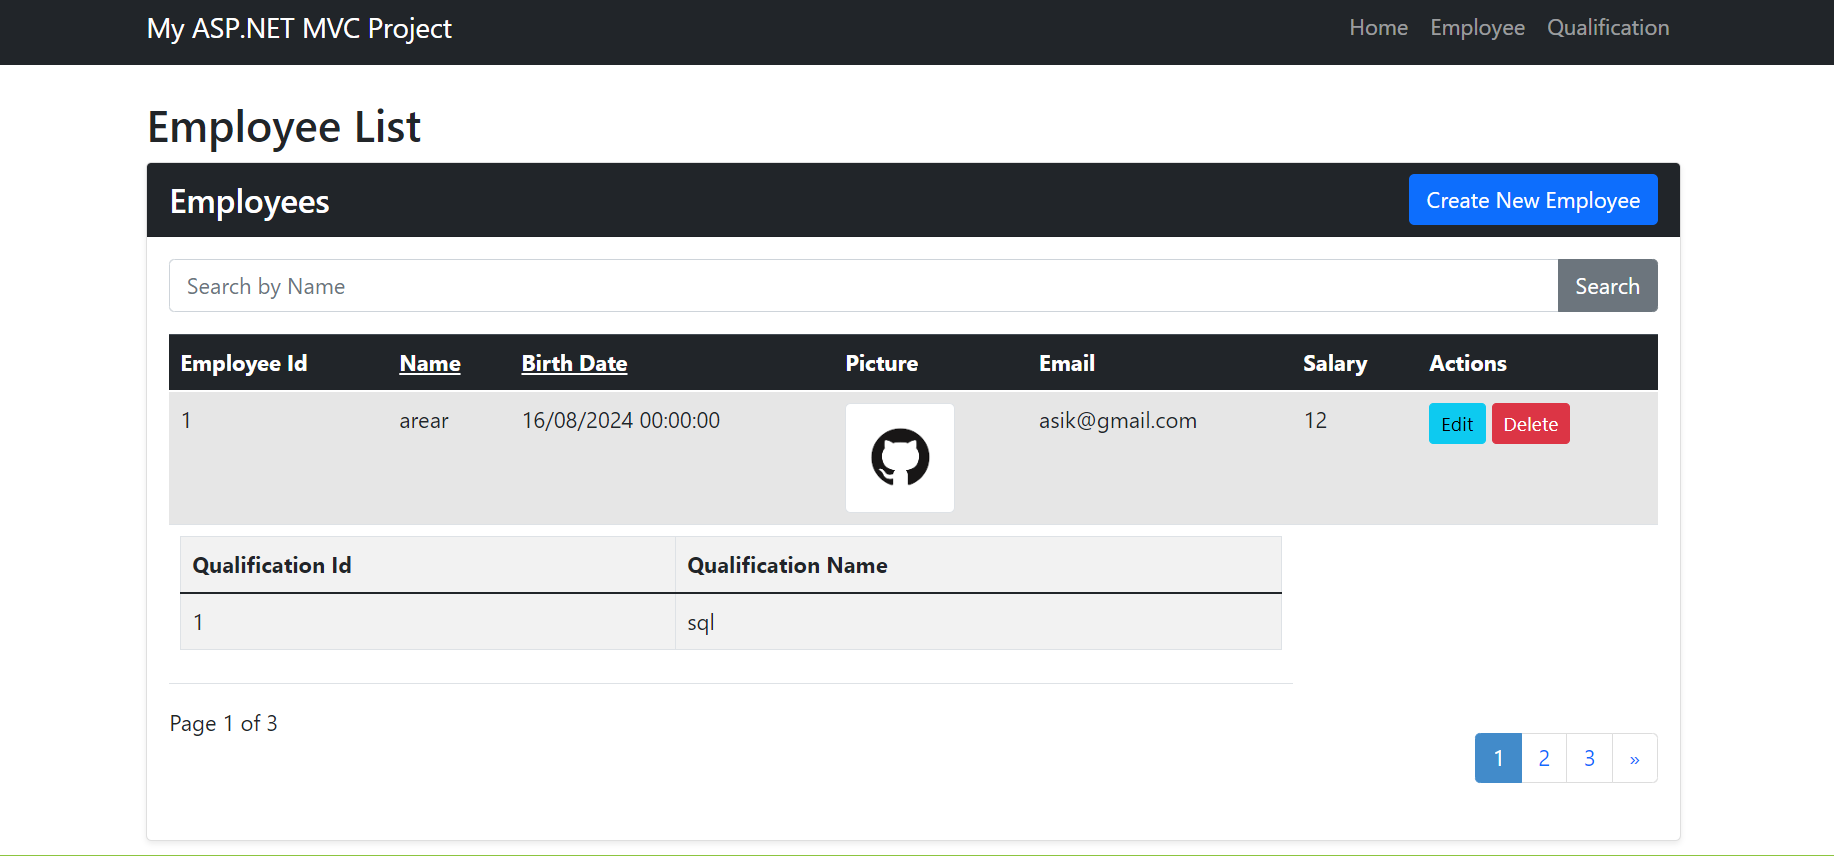 My ASP.NET MVC Project Home Employee Qualification
Employee List
Employees Create New Employee
Search by Name Search
Employee Id Name Birth Date Picture Email Salary Actions
1 arear 16/08/2024 00:00:00 asik@gmail.com 12 Edit Delete
Qualification Id Qualification Name
1 sql
Page 1 of 3
1 2 3 »